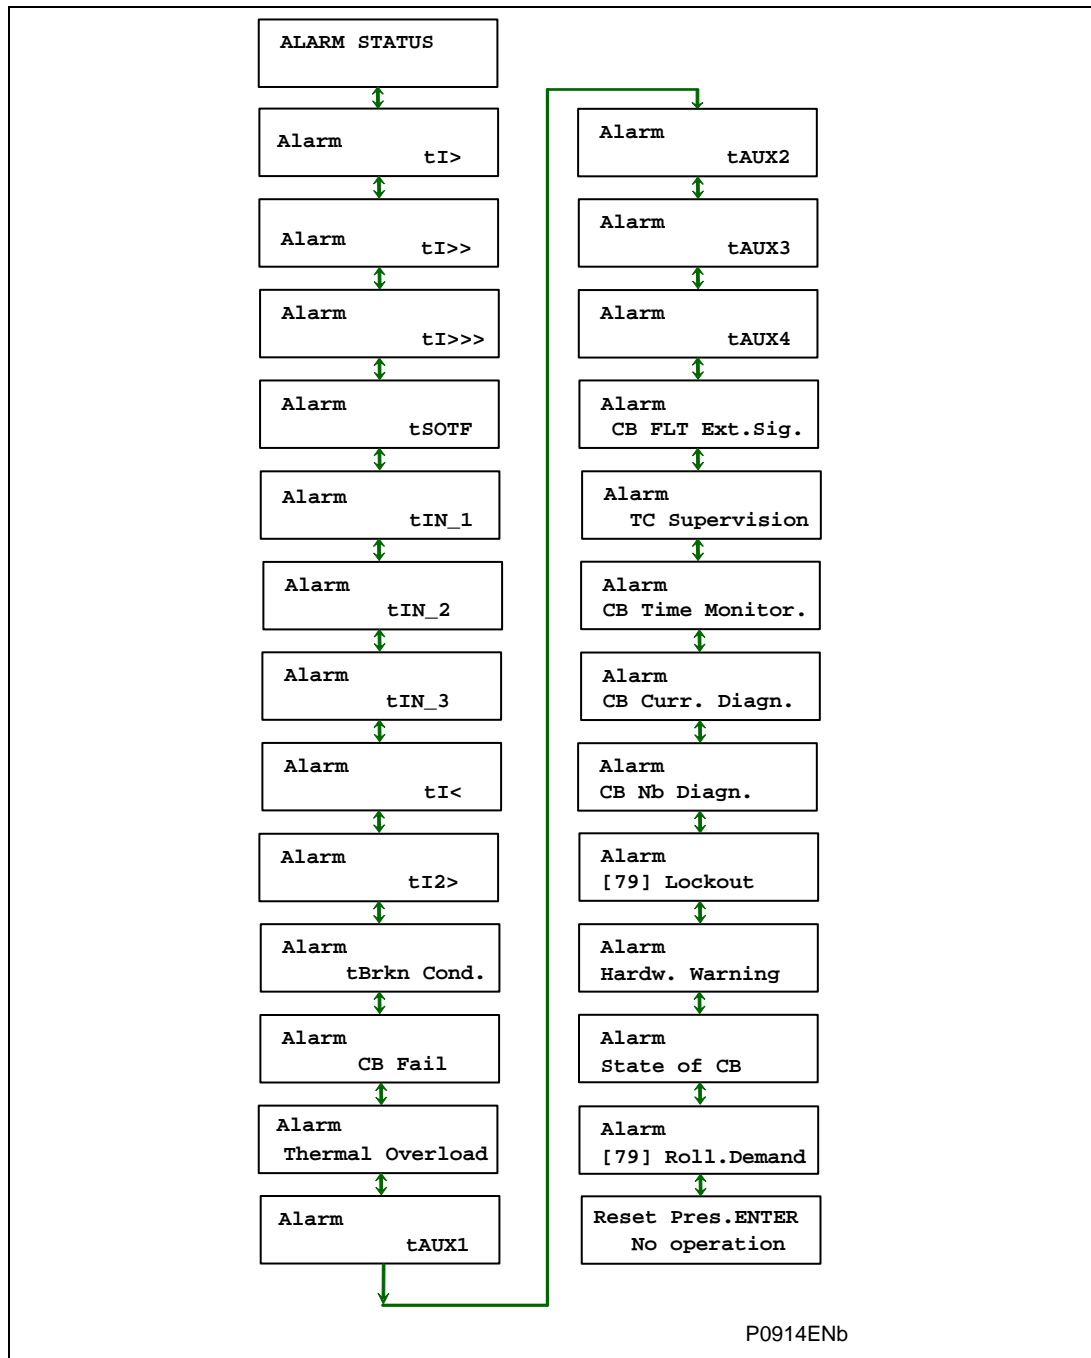 ALARM STATUS
Alarm
tI>
Alarm
tI>>
Alarm
tI>>>
Alarm
tSOTF
Alarm
tIN_1
Alarm
tIN_2
Alarm
tIN_3
Alarm
tI<
Alarm
tI2>
Alarm
tBrkn Cond.
Alarm
CB Fail
Alarm
Thermal Overload
Alarm
tAUX1
Alarm
tAUX2
Alarm
tAUX3
Alarm
tAUX4
Alarm
CB FLT Ext.Sig.
Alarm
TC Supervision
Alarm
CB Time Monitor.
Alarm
CB Curr. Diagn.
Alarm
CB Nb Diagn.
Alarm
[79] Lockout
Alarm
Hardw. Warning
Alarm
State of CB
Alarm
[79] Roll.Demand
Reset Pres.ENTER
No operation
P0914ENb